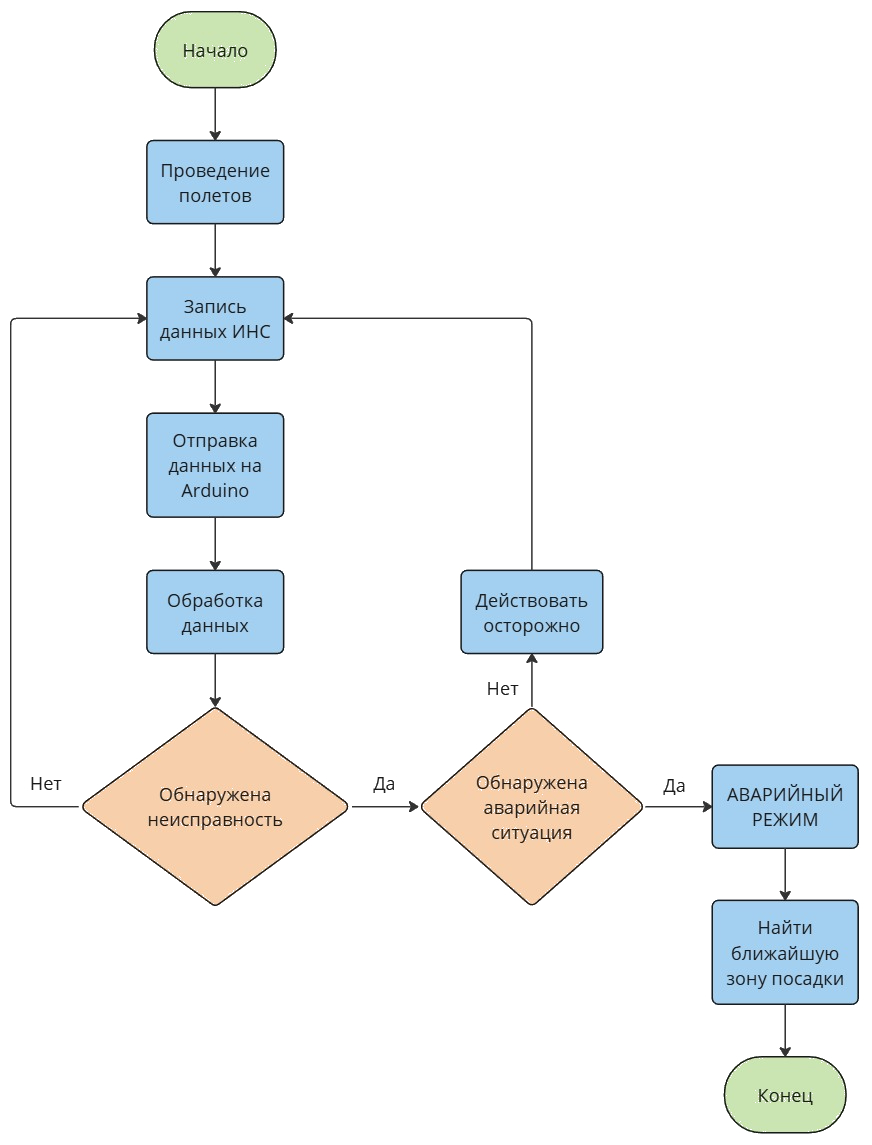 Начало
Проведение
полетов
Запись
данных ИНС
Отправка
данных на
Arduino
Обработка
данных
Действовать
осторожно
Нет
Нет
Обнаружена
неисправность
Да
Обнаружена
аварийная
ситуация
Да
АВАРИЙНЫЙ
РЕЖИМ
Найти
ближайшую
зону посадки
Конец